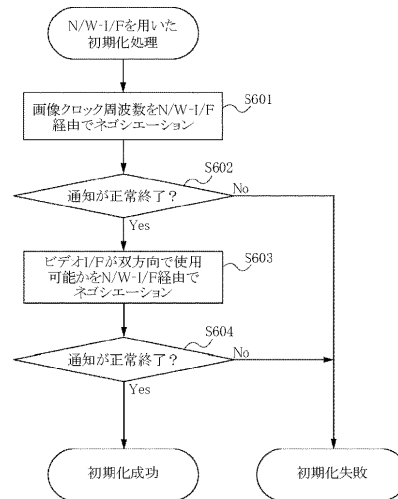 N/W-I/Fを用いた
初期化処理
S601
画像クロック周波数をN/W-I/F
経由でネゴシエーション
S602
通知が正常終了?
No
Yes
S603
ビデオI/Fが双方向で使用
可能かをN/W-I/F経由で
ネゴシエーション
S604
通知が正常終了?
No
Yes
初期化成功
初期化失敗